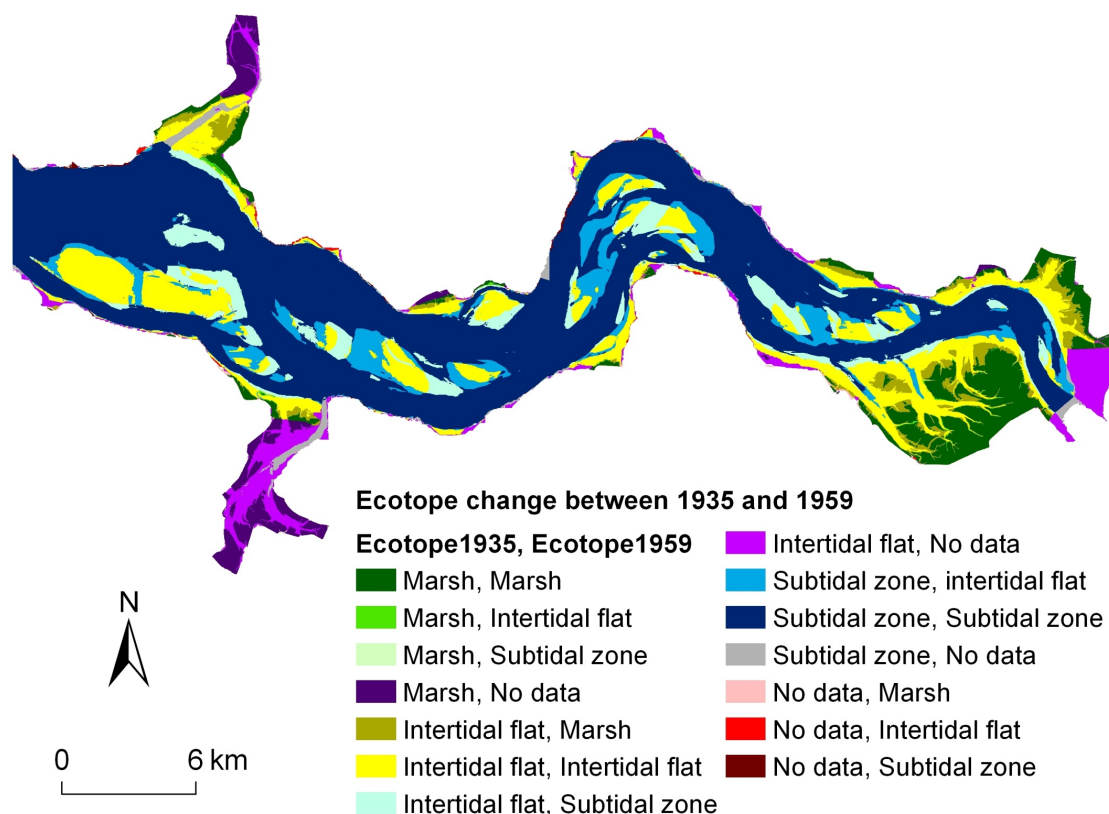 Ecotope change between 1935 and 1959
Ecotope1935, Ecotope1959
Marsh, Marsh
Marsh, Intertidal flat
Marsh, Subtidal zone
Marsh, No data
Intertidal flat, Marsh
Intertidal flat, Intertidal flat
Intertidal flat, Subtidal zone
Intertidal flat, No data
Subtidal zone, intertidal flat
Subtidal zone, Subtidal zone
Subtidal zone, No data
No data, Marsh
No data, Intertidal flat
No data, Subtidal zone
N
0 6 km